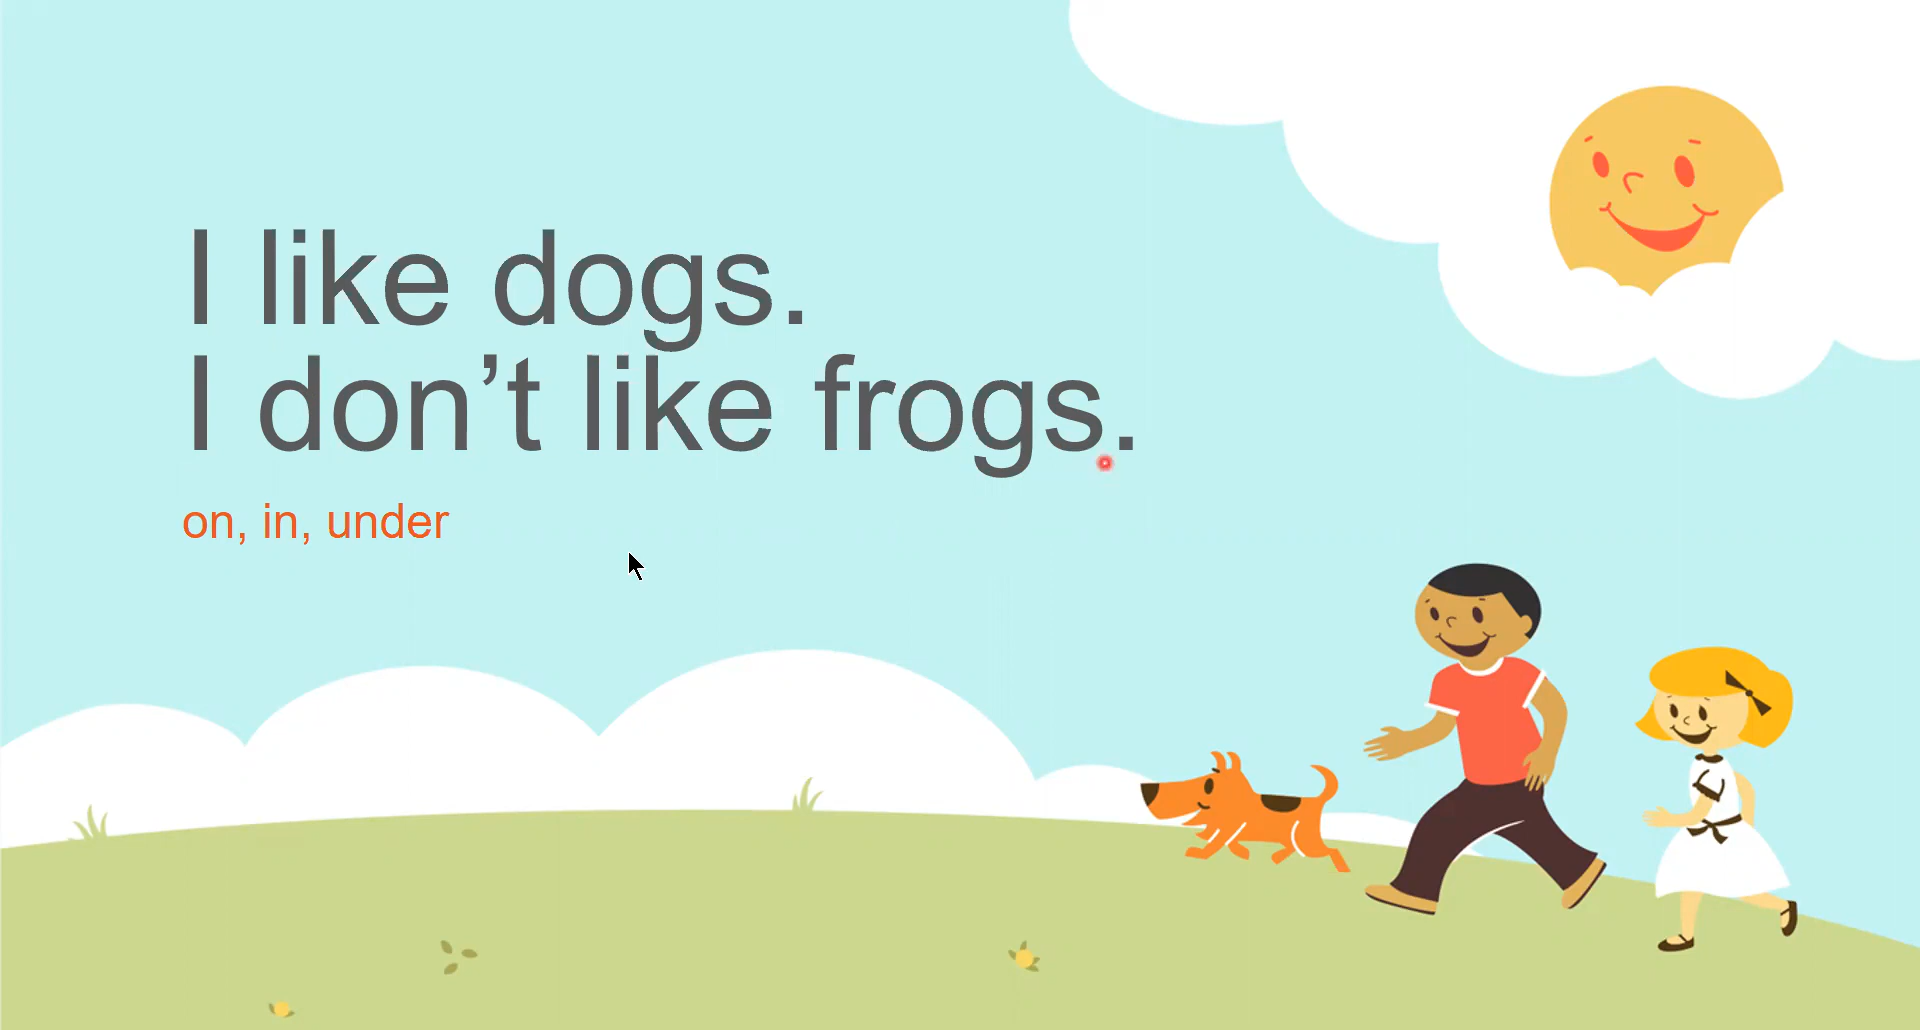 I like dogs.
I don’t like frogs.
on, in, under